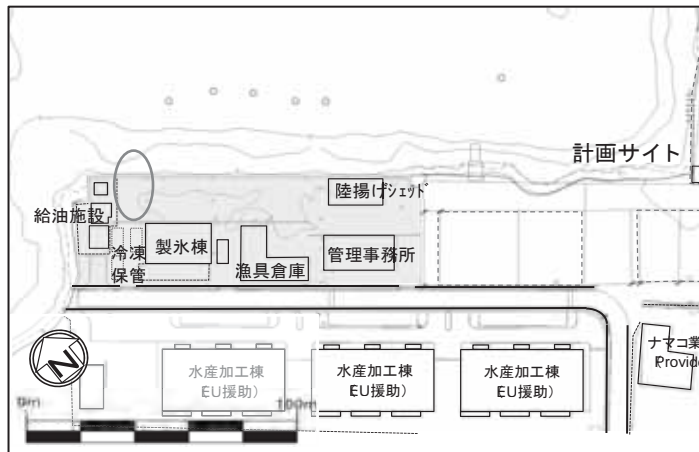 計画サイト
陸揚げシェッド
給油施設
冷凍
保管
製氷棟
漁具倉庫
管理事務所
水産加工棟
EU援助）
水産加工棟
EU援助）
水産加工棟
EU援助）
ナマコ業
Provide
N
0m
100m